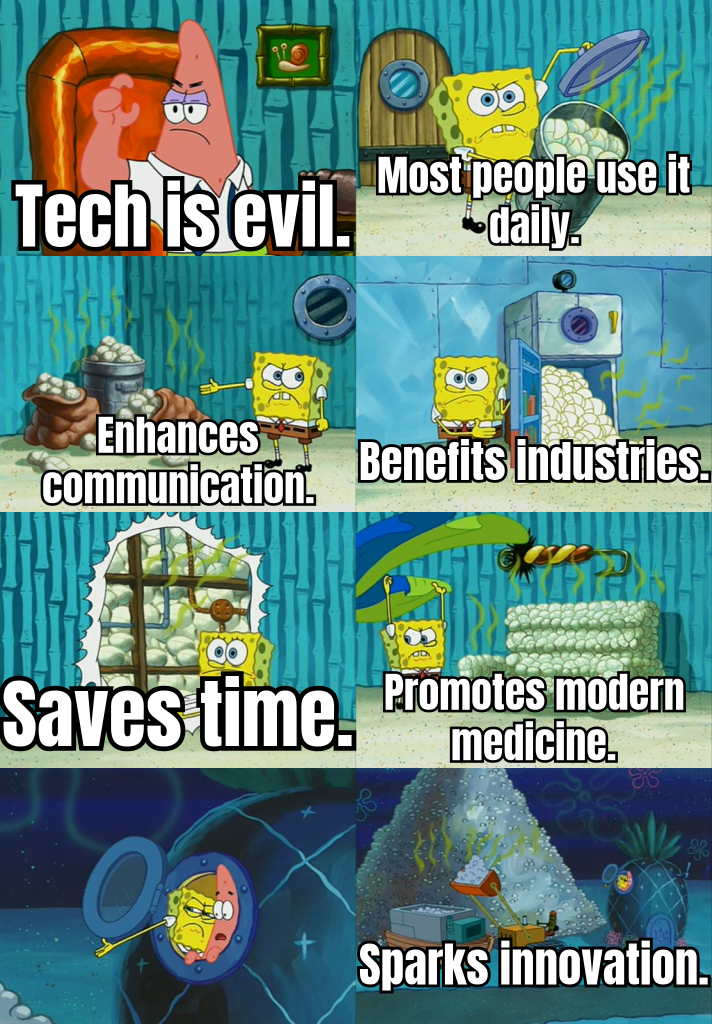 Tech is evil.
Most people use it
daily.
Enhances
communication.
Benefits industries.
Saves time.
Promotes modern
medicine.
Sparks innovation.